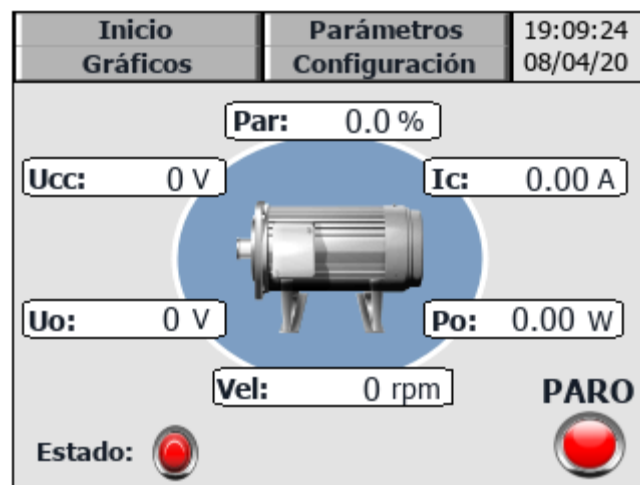 Inicio Parámetros 19:09:24
Gráficos Configuración 08/04/20
Par: 0.0 %
Ucc: 0 V Ic: 0.00 A
Uo: 0 V Po: 0.00 W
Vel: 0 rpm
PARO
Estado: